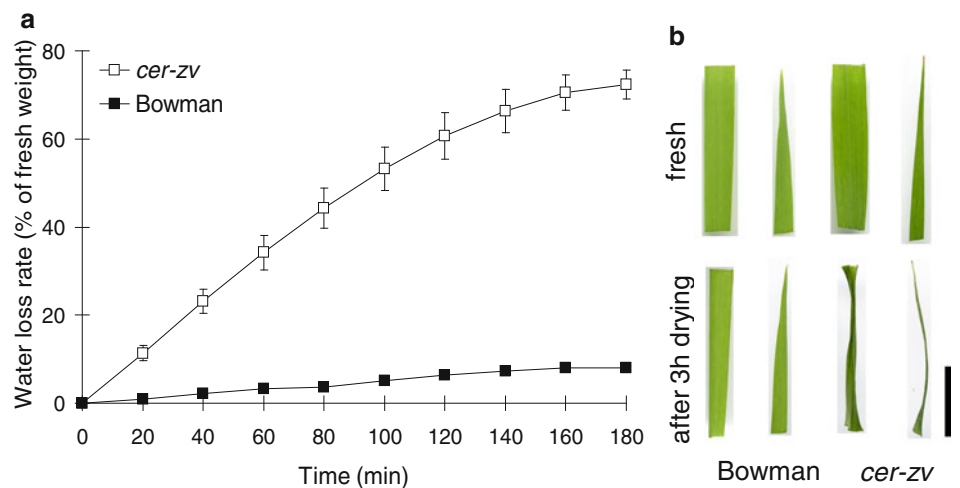 a
Water loss rate (% of fresh weight)
80
60
40
20
0
cer-zv
Bowman
0 20 40 60 80 100 120 140 160 180
Time (min)
b
fresh
after 3h drying
Bowman cer-zv